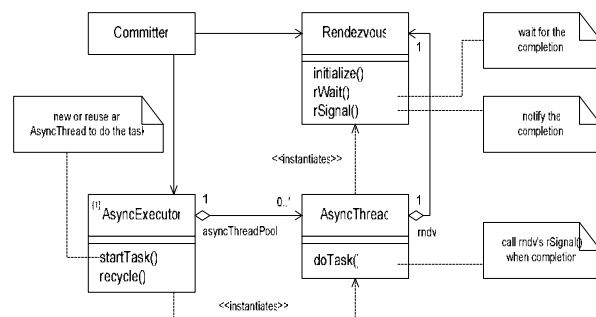 Committer
Rendezvous
wait for the
completion
1
initialize()
rWait()
rSignal()
new or reuse ar
AsyncThread to do the task
notify the
completion
<<instantiates>>
{1}
AsyncExecutor
1
0..*
AsyncThread
1
asyncThreadPool
rndv
startTask()
recycle()
doTask()
call rndv's rSignal()
when completion
<<instantiates>>